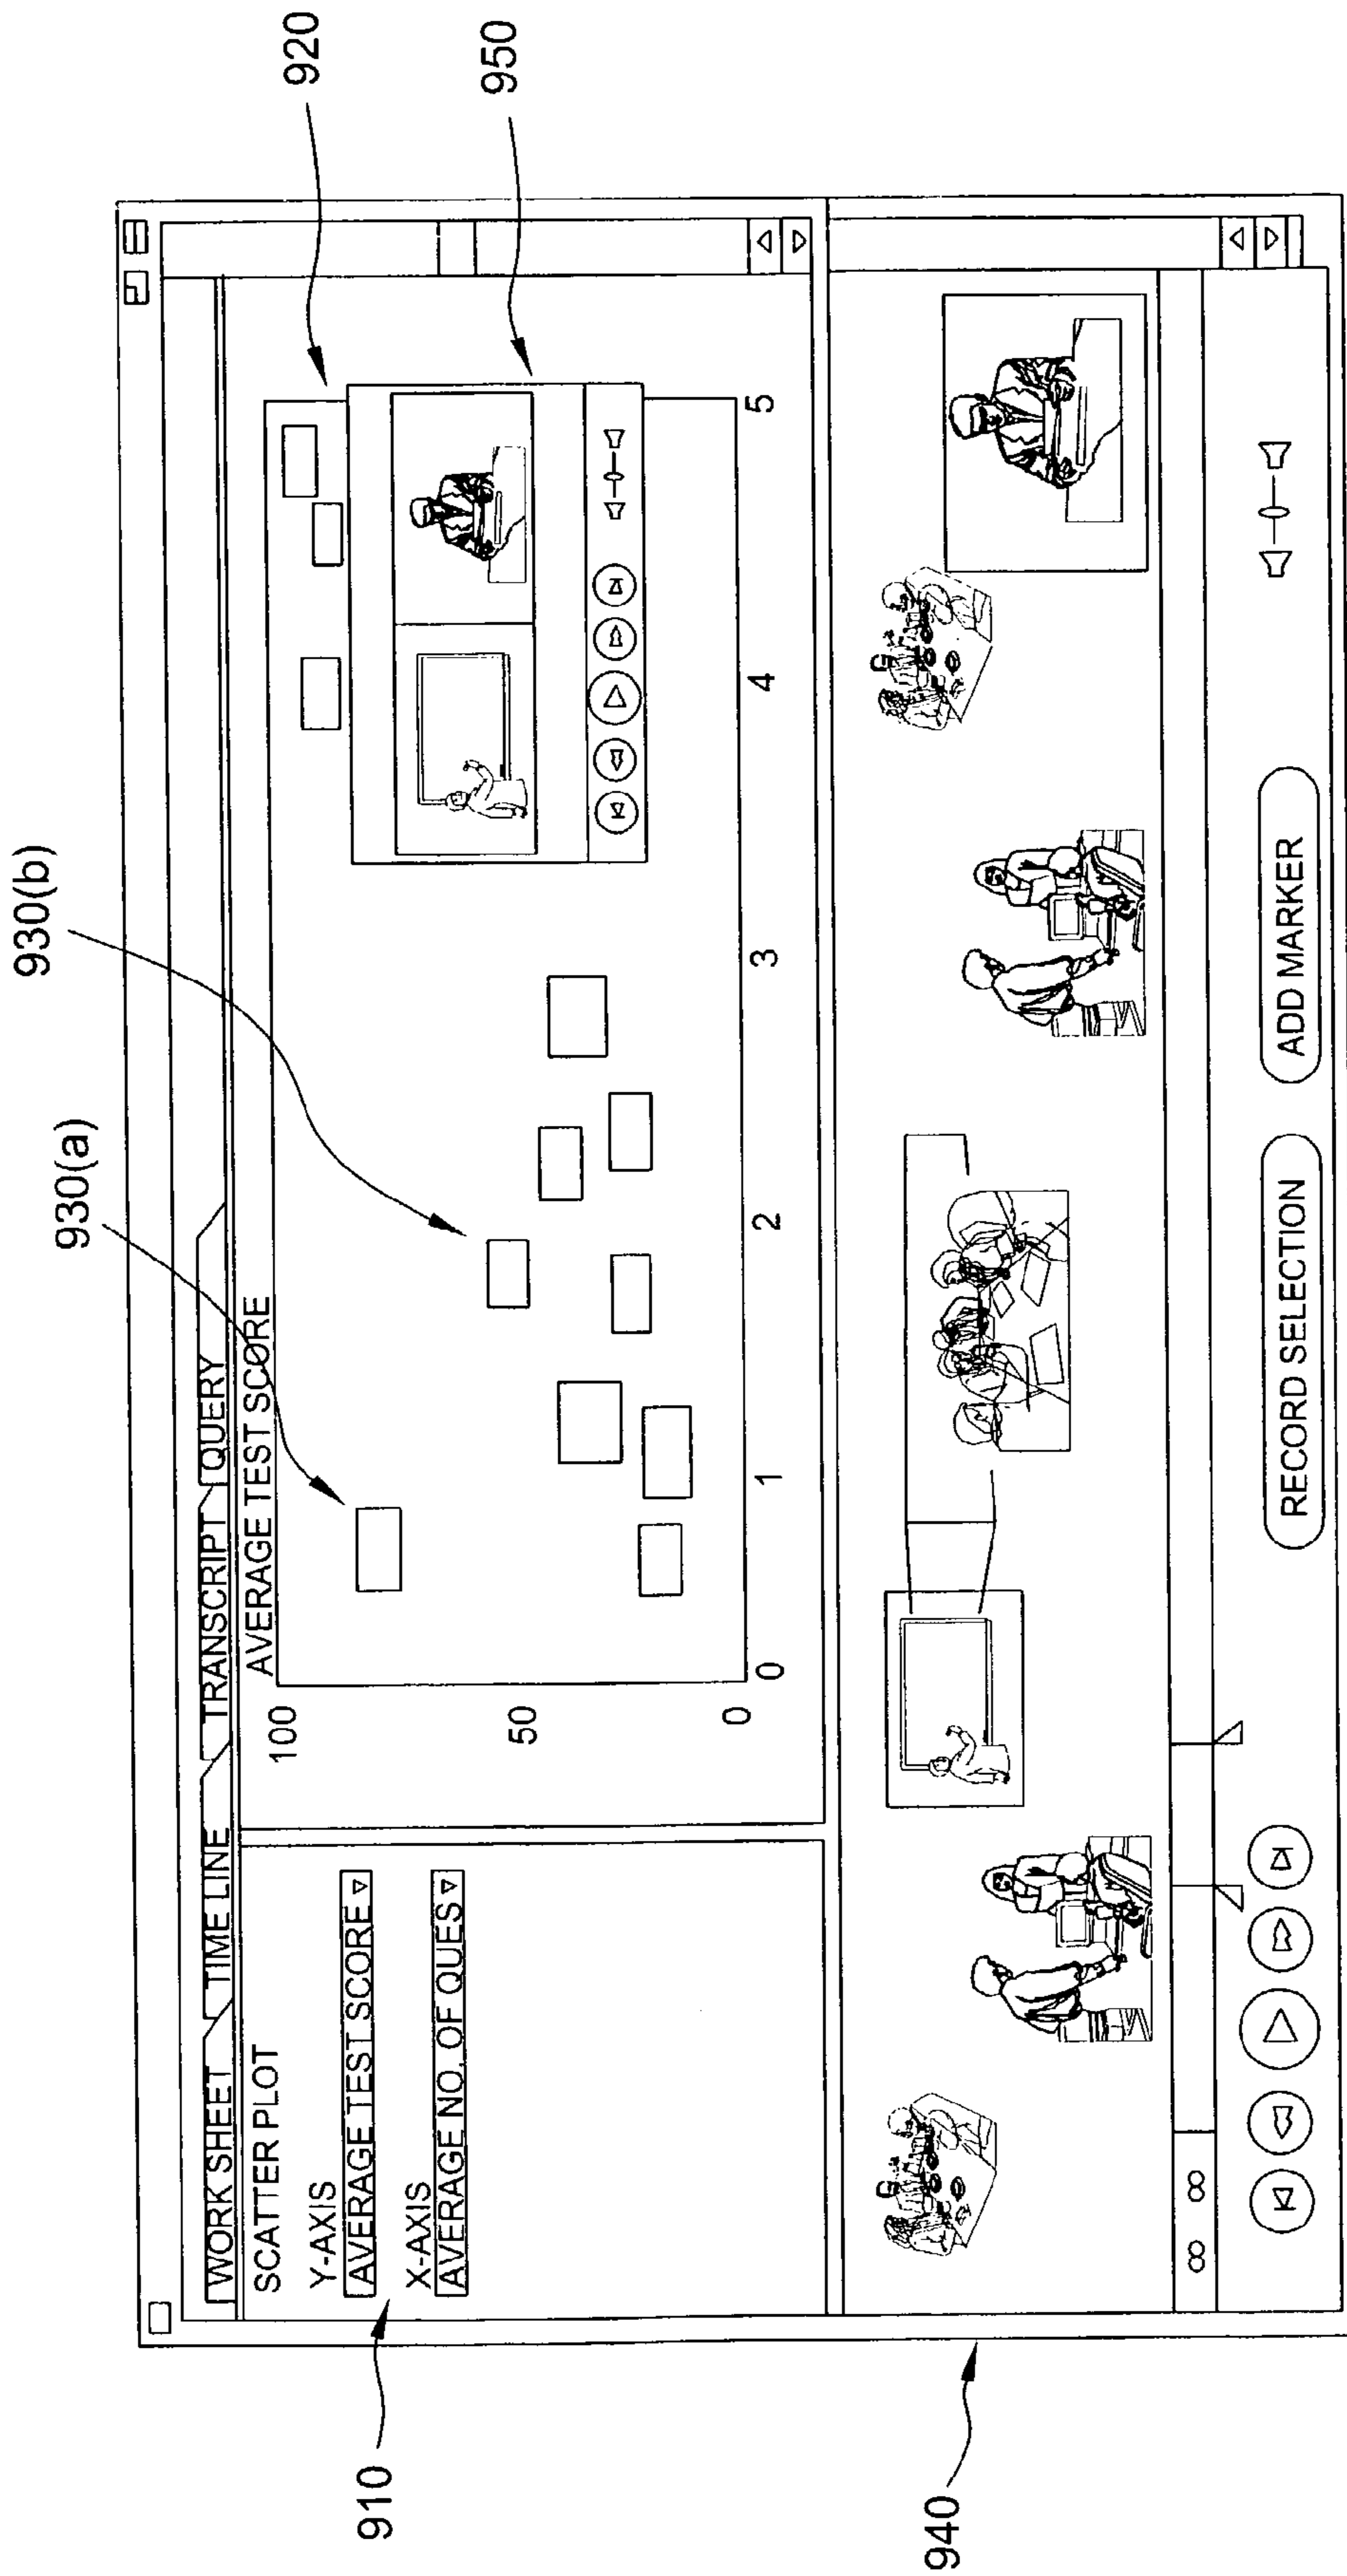 930(b)
930(a)
920
950
WORK SHEET
TIME LINE
TRANSCRIPT
QUERY
SCATTER PLOT
Y-AXIS
AVERAGE TEST SCORE
X-AXIS
AVERAGE NO. OF QUES
910
AVERAGE TEST SCORE
100
50
0
0 1 2 3 4 5
940
RECORD SELECTION
ADD MARKER